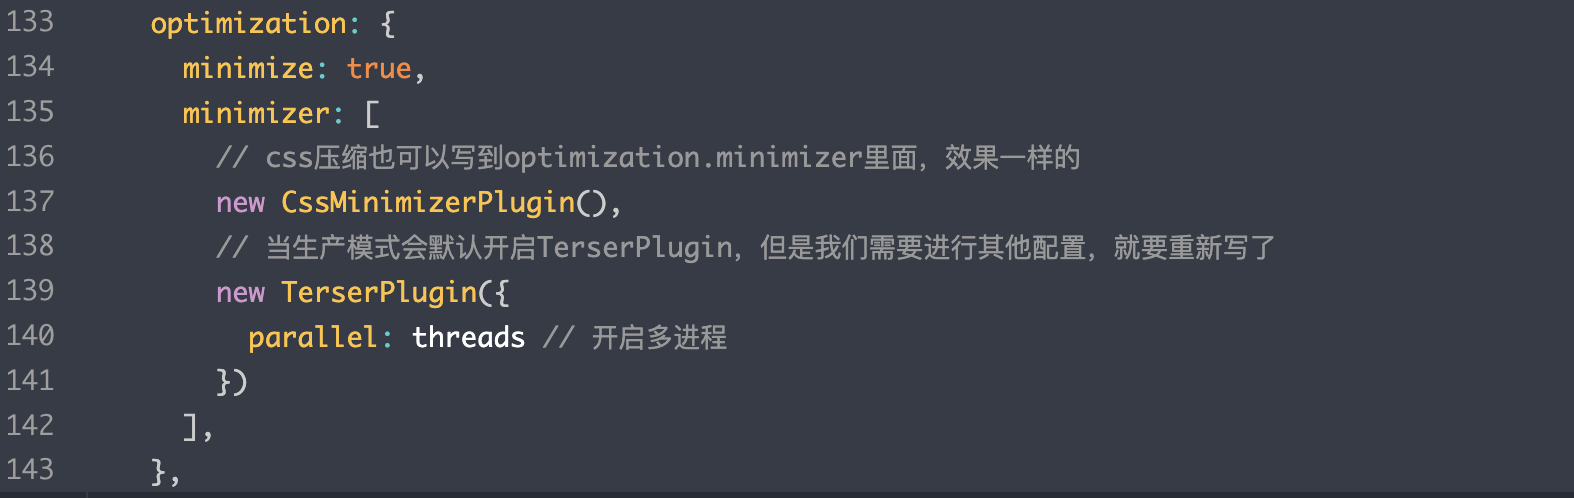 133 optimization: {
134 minimize: true,
135 minimizer: [
136 // css压缩也可以写到optimization.minimizer里面，效果一样的
137 new CssMinimizerPlugin(),
138 // 当生产模式会默认开启TerserPlugin，但是我们需要进行其他配置，就要重新写了
139 new TerserPlugin({
140 parallel: threads // 开启多进程
141 })
142 ],
143 },